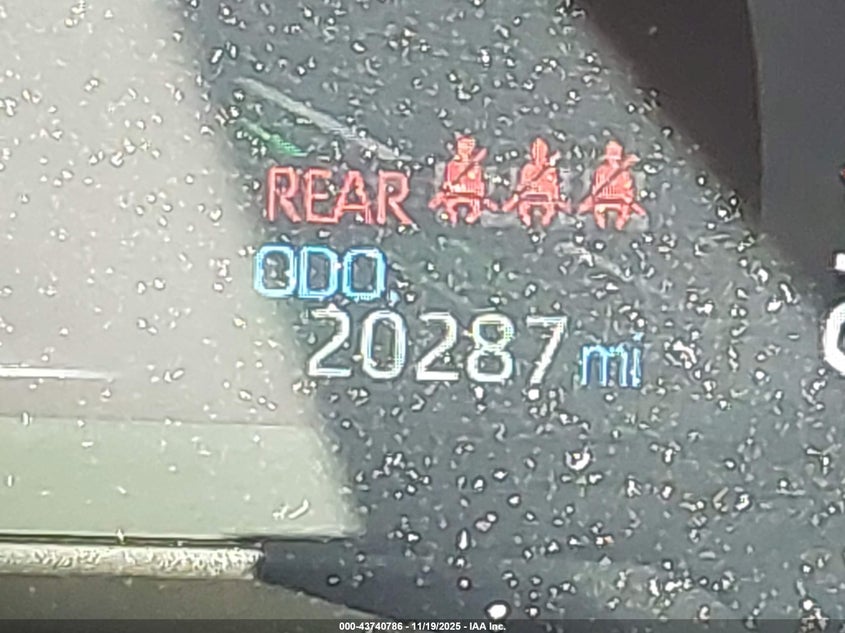 REAR
ODO.
20287 mi
000-43740786 - 11/19/2025 - IAA Inc.